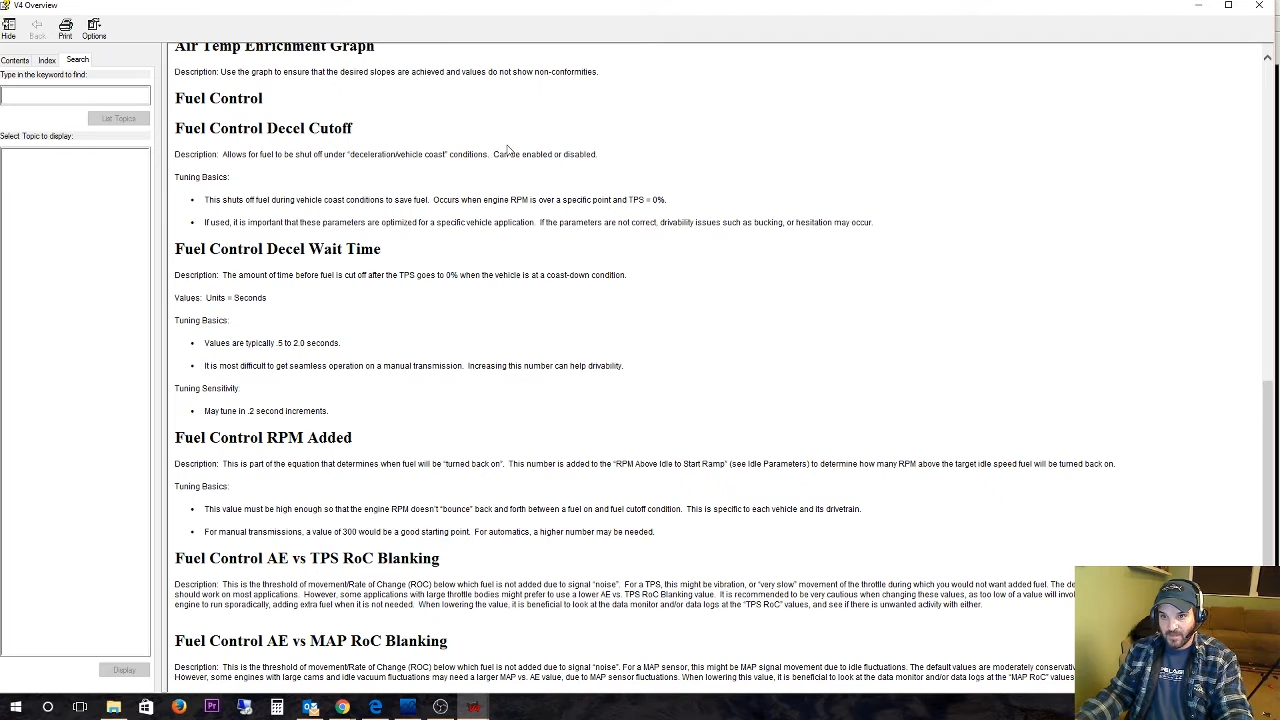 V4 Overview
Hide
Back
Print
Options
Contents
Index
Search
Type in the keyword to find:
List Topics
Select Topic to display:
Display
Air Temp Enrichment Graph
Description: Use the graph to ensure that the desired slopes are achieved and values do not show non-conformities.
Fuel Control
Fuel Control Decel Cutoff
Description: Allows for fuel to be shut off under "deceleration/vehicle coast" conditions. Can be enabled or disabled.
Tuning Basics:
• This shuts off fuel during vehicle coast conditions to save fuel. Occurs when engine RPM is over a specific point and TPS = 0%.
• If used, it is important that these parameters are optimized for a specific vehicle application. If the parameters are not correct, drivability issues such as bucking, or hesitation may occur.
Fuel Control Decel Wait Time
Description: The amount of time before fuel is cut off after the TPS goes to 0% when the vehicle is at a coast-down condition.
Values: Units = Seconds
Tuning Basics:
• Values are typically .5 to 2.0 seconds.
• It is most difficult to get seamless operation on a manual transmission. Increasing this number can help drivability.
Tuning Sensitivity:
• May tune in .2 second increments.
Fuel Control RPM Added
Description: This is part of the equation that determines when fuel will be "turned back on". This number is added to the "RPM Above Idle to Start Ramp" (see Idle Parameters) to determine how many RPM above the target idle speed fuel will be turned back on.
Tuning Basics:
• This value must be high enough so that the engine RPM doesn't "bounce" back and forth between a fuel on and fuel cutoff condition. This is specific to each vehicle and its drivetrain.
• For manual transmissions, a value of 300 would be a good starting point. For automatics, a higher number may be needed.
Fuel Control AE vs TPS RoC Blanking
Description: This is the threshold of movement/Rate of Change (ROC) below which fuel is not added due to signal "noise". For a TPS, this might be vibration, or "very slow" movement of the throttle during which you would not want added fuel. The de
should work on most applications. However, some applications with large throttle bodies might prefer to use a lower AE vs. TPS RoC Blanking value. It is recommended to be very cautious when changing these values, as too low of a value will invol
engine to run sporadically, adding extra fuel when it is not needed. When lowering the value, it is beneficial to look at the data monitor and/or data logs at the "TPS RoC" values, and see if there is unwanted activity with either.
Fuel Control AE vs MAP RoC Blanking
Description: This is the threshold of movement/Rate of Change (ROC) below which fuel is not added due to signal "noise". For a MAP sensor, this might be MAP signal movement due to idle fluctuations. The default values are moderately conservat
However, some engines with large cams and idle vacuum fluctuations may need a larger MAP vs. AE value, due to MAP sensor fluctuations. When lowering this value, it is beneficial to look at the data monitor and/or data logs at the "MAP RoC" values
Pr